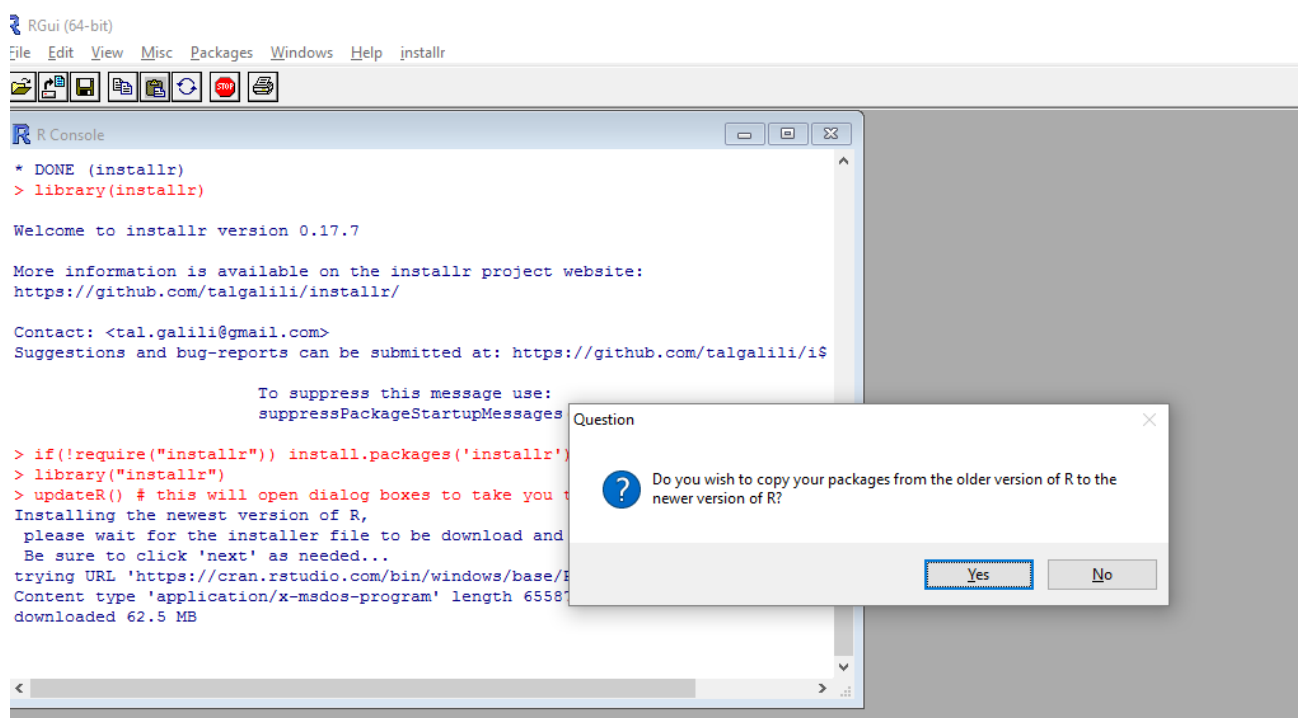 RGui (64-bit)
File Edit View Misc Packages Windows Help installr
STOP
R Console
* DONE (installr)
> library(installr)
Welcome to installr version 0.17.7
More information is available on the installr project website:
https://github.com/talgalili/installr/
Contact: <tal.galili@gmail.com>
Suggestions and bug-reports can be submitted at: https://github.com/talgalili/i$
To suppress this message use:
suppressPackageStartupMessages
> if(!require("installr")) install.packages('installr')
> library("installr")
> updateR() # this will open dialog boxes to take you t
Installing the newest version of R,
please wait for the installer file to be download and
Be sure to click 'next' as needed...
trying URL 'https://cran.rstudio.com/bin/windows/base/
Content type 'application/x-msdos-program' length 6558
downloaded 62.5 MB
Question
Do you wish to copy your packages from the older version of R to the
newer version of R?
Yes No